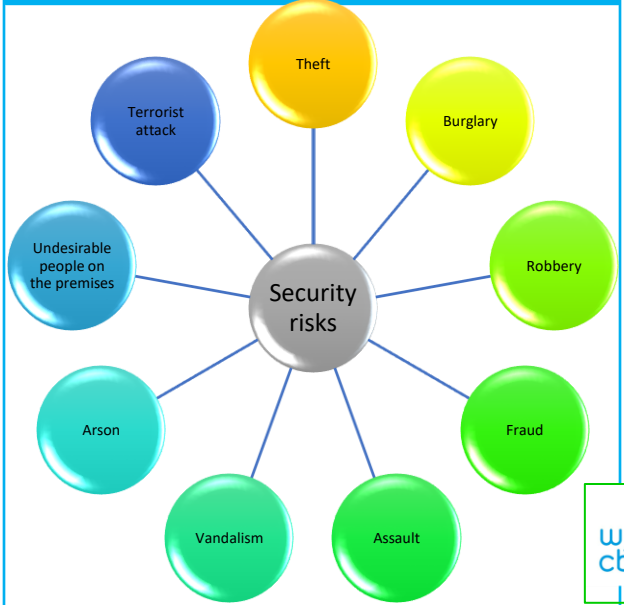 Theft
Burglary
Robbery
Fraud
Assault
Vandalism
Arson
Undesirable
people on
the premises
Terrorist
attack
Security
risks